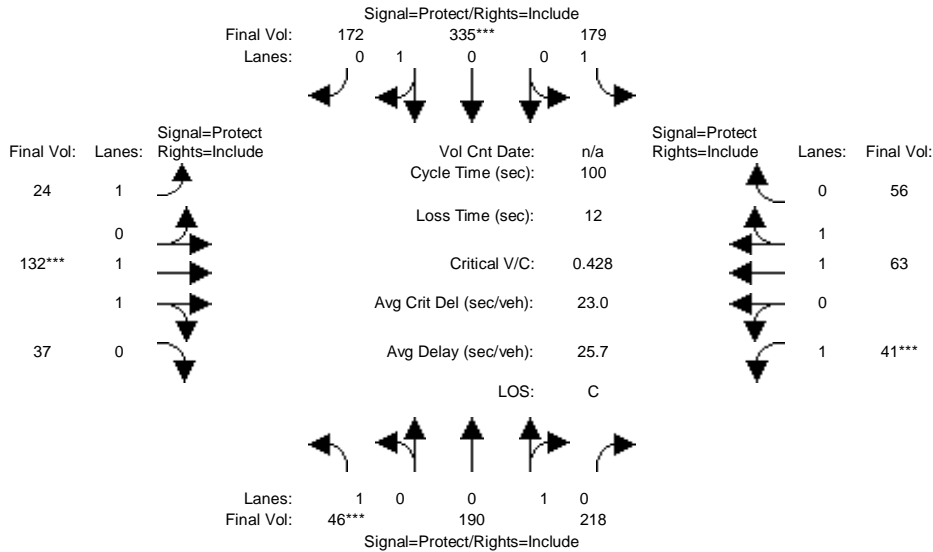 Signal=Protect/Rights=Include
Final Vol: 172 335*** 179
Lanes: 0 1 0 0 1
Signal=Protect Signal=Protect
Final Vol: Lanes: Rights=Include Vol Cnt Date: n/a Rights=Include Lanes: Final Vol:
Cycle Time (sec): 100
24 1 0 56
Loss Time (sec): 12
0 1
132*** 1 Critical V/C: 0.428 1 63
1 Avg Crit Del (sec/veh): 23.0 0
37 0 Avg Delay (sec/veh): 25.7 1 41***
LOS: C
Lanes: 1 0 0 1 0
Final Vol: 46*** 190 218
Signal=Protect/Rights=Include